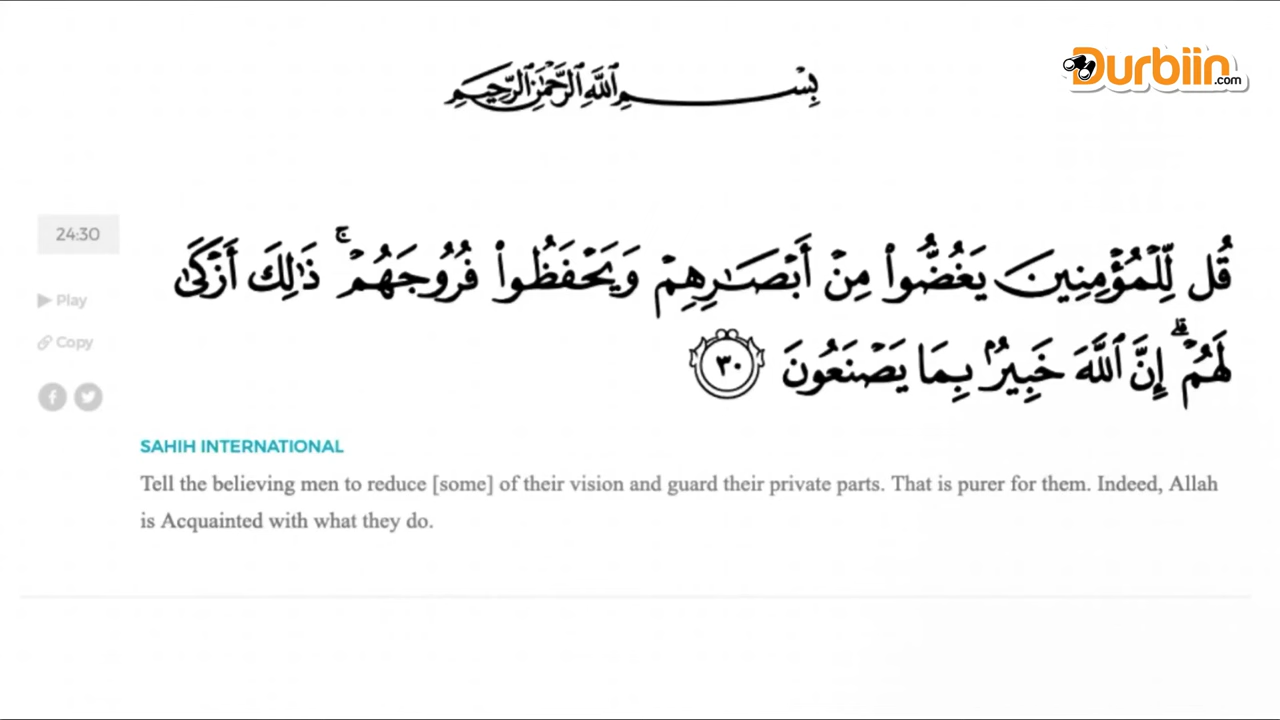 Durbiin.com
بِسْمِ ٱللَّهِ ٱلرَّحْمَٰنِ ٱلرَّحِيمِ
24:30
قُل لِّلْمُؤْمِنِينَ يَغُضُّوا۟ مِنْ أَبْصَـٰرِهِمْ وَيَحْفَظُوا۟ فُرُوجَهُمْ ۚ ذَٰلِكَ أَزْكَىٰ
لَهُمْ ۗ إِنَّ ٱللَّهَ خَبِيرٌۢ بِمَا يَصْنَعُونَ ٣٠
Play
Copy
SAHIH INTERNATIONAL
Tell the believing men to reduce [some] of their vision and guard their private parts. That is purer for them. Indeed, Allah
is Acquainted with what they do.